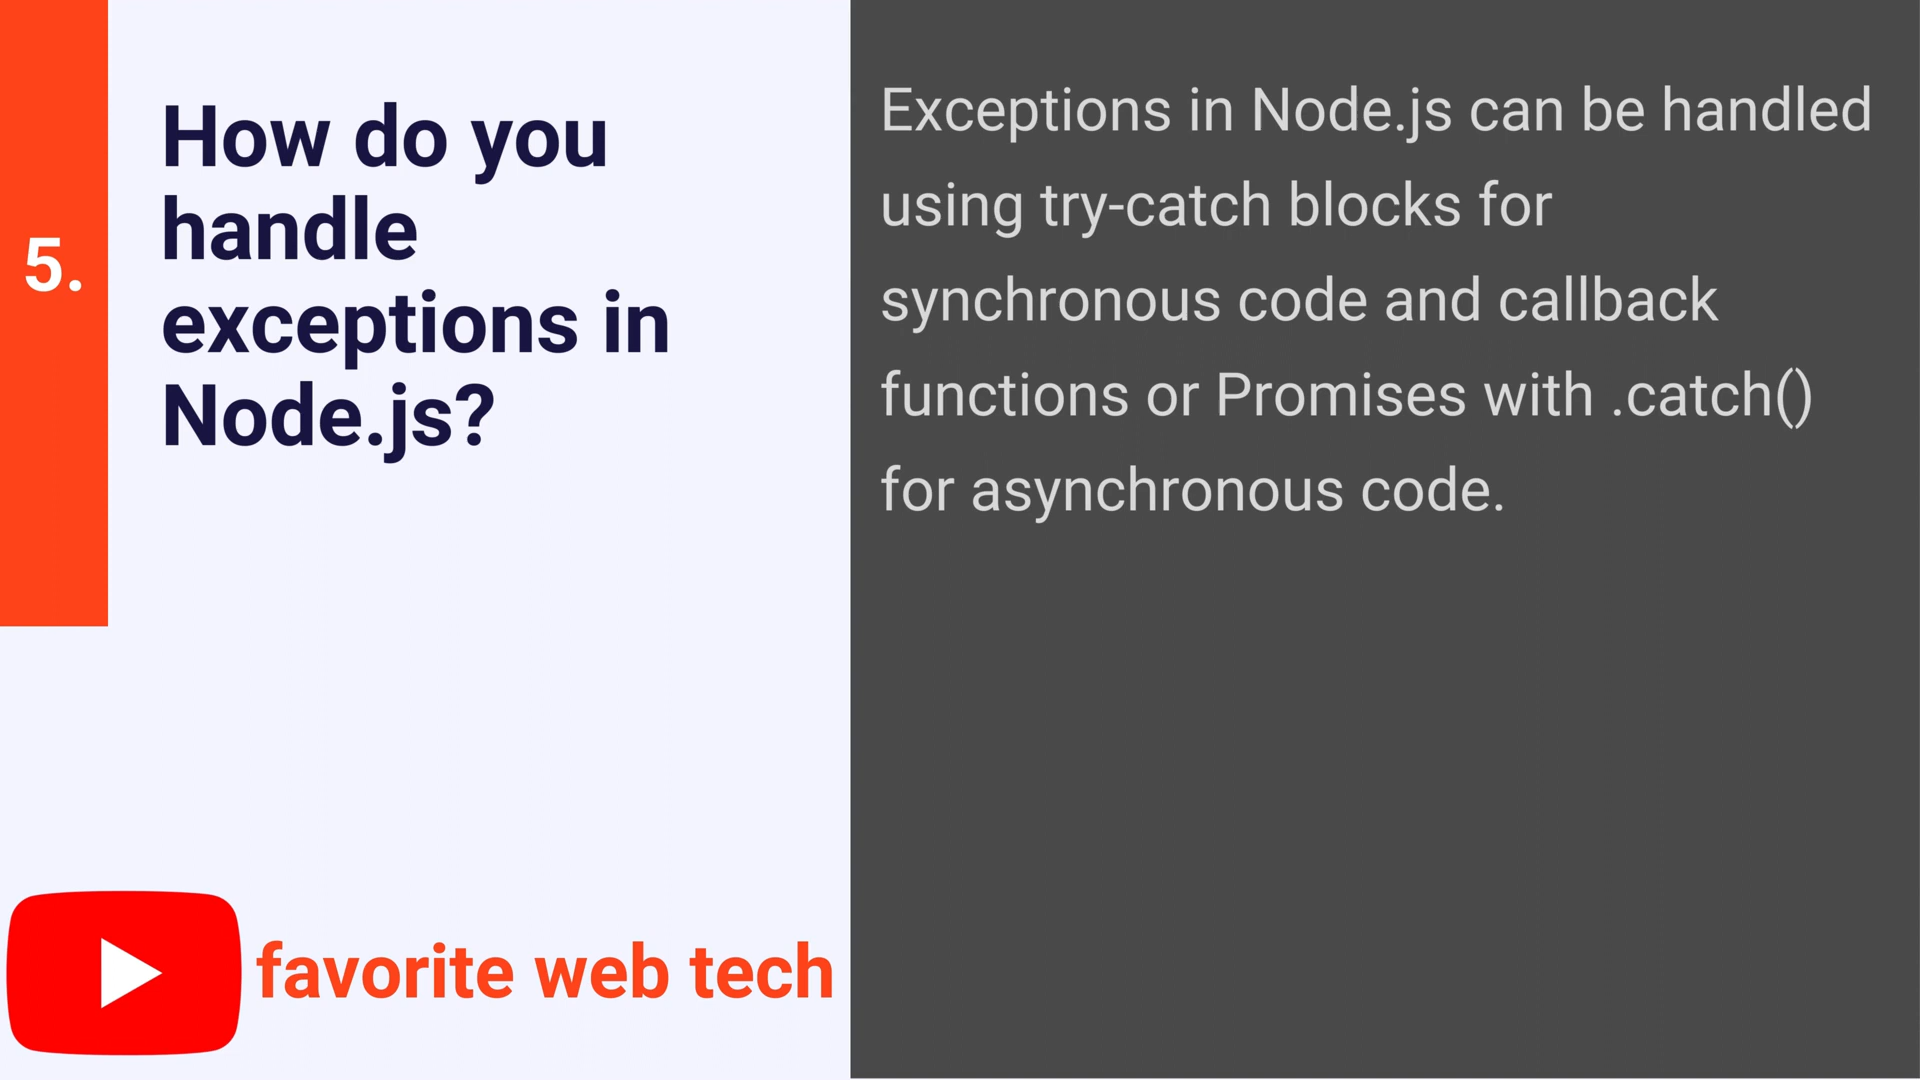 5.
How do you
handle
exceptions in
Node.js?
Exceptions in Node.js can be handled
using try-catch blocks for
synchronous code and callback
functions or Promises with .catch()
for asynchronous code.
favorite web tech